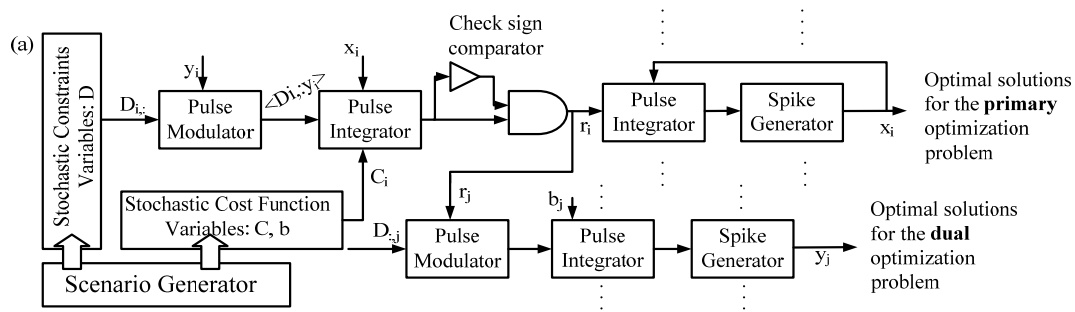 (a)
Stochastic Constraints
Variables: D
D_{i,:}
y_i
Pulse
Modulator
<D_{i,:}y_i>
x_i
Pulse
Integrator
C_i
Check sign
comparator
r_i
Pulse
Integrator
Spike
Generator
x_i
Optimal solutions
for the primary
optimization
problem
Stochastic Cost Function
Variables: C, b
D_{:,j}
r_j
Pulse
Modulator
b_j
Pulse
Integrator
Spike
Generator
y_j
Optimal solutions
for the dual
optimization
problem
Scenario Generator